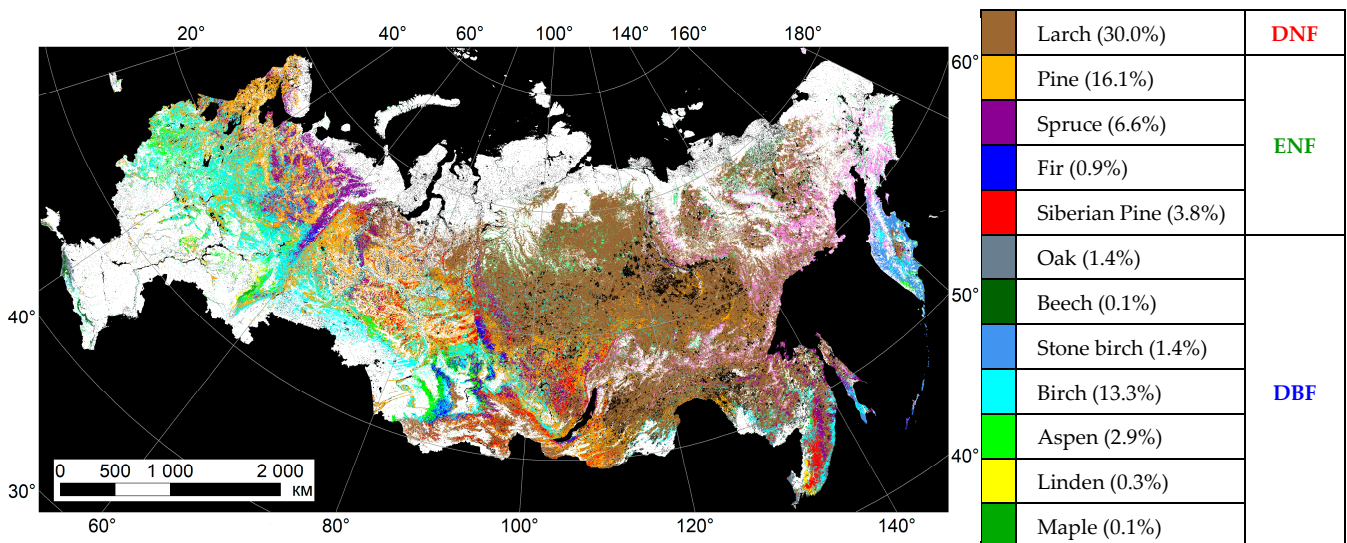 20° 40° 60° 100° 140° 160° 180°
60°
50°
40°
40°
30°
60° 80° 100° 120° 140°
0 500 1 000 2 000
км
Larch (30.0%) DNF
Pine (16.1%)
Spruce (6.6%)
ENF
Fir (0.9%)
Siberian Pine (3.8%)
Oak (1.4%)
Beech (0.1%)
Stone birch (1.4%)
Birch (13.3%) DBF
Aspen (2.9%)
Linden (0.3%)
Maple (0.1%)